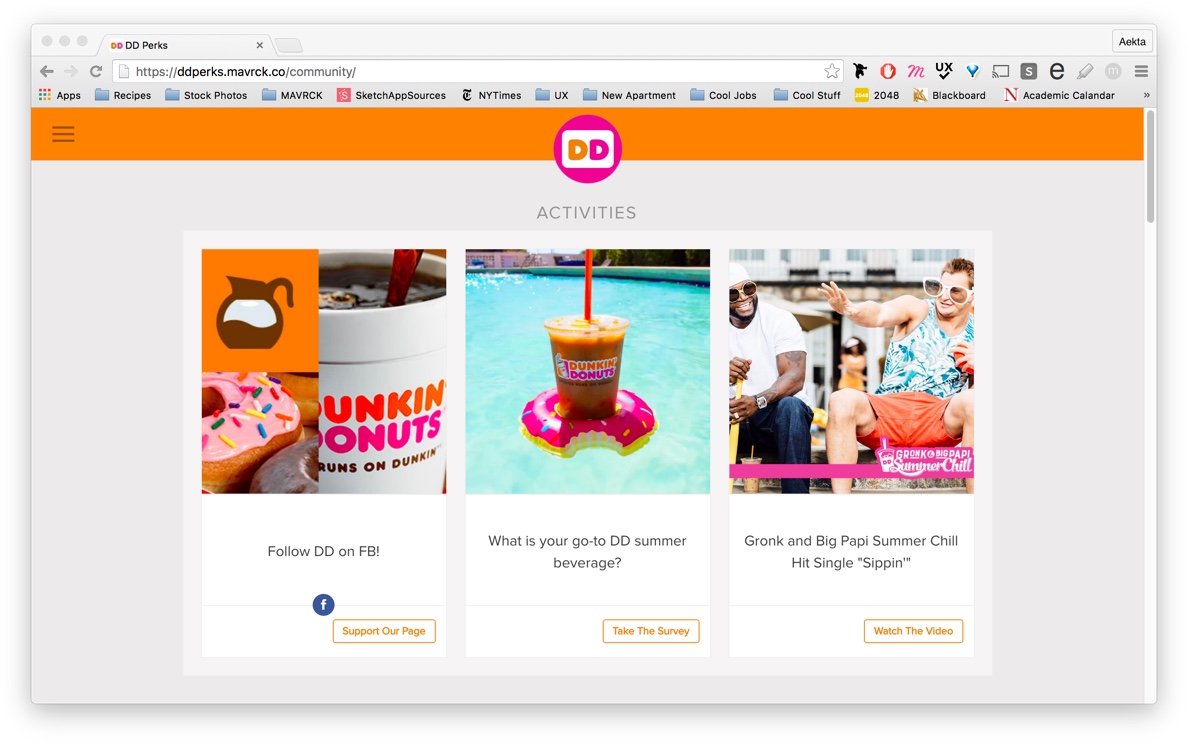 DD Perks
Aekta
https://ddperks.mavrck.co/community/
UX
S
e
m
Apps
Recipes
Stock Photos
MAVRCK
SketchAppSources
NYTimes
UX
New Apartment
Cool Jobs
Cool Stuff
2048
Blackboard
Academic Calandar
»
DD
ACTIVITIES
DUNKIN'
DONUTS
RUNS ON DUNKIN'
DUNKIN'
DONUTS
GRONK & BIG PAPI
Summer Chill
Follow DD on FB!
What is your go-to DD summer
beverage?
Gronk and Big Papi Summer Chill
Hit Single "Sippin'"
f
Support Our Page
Take The Survey
Watch The Video